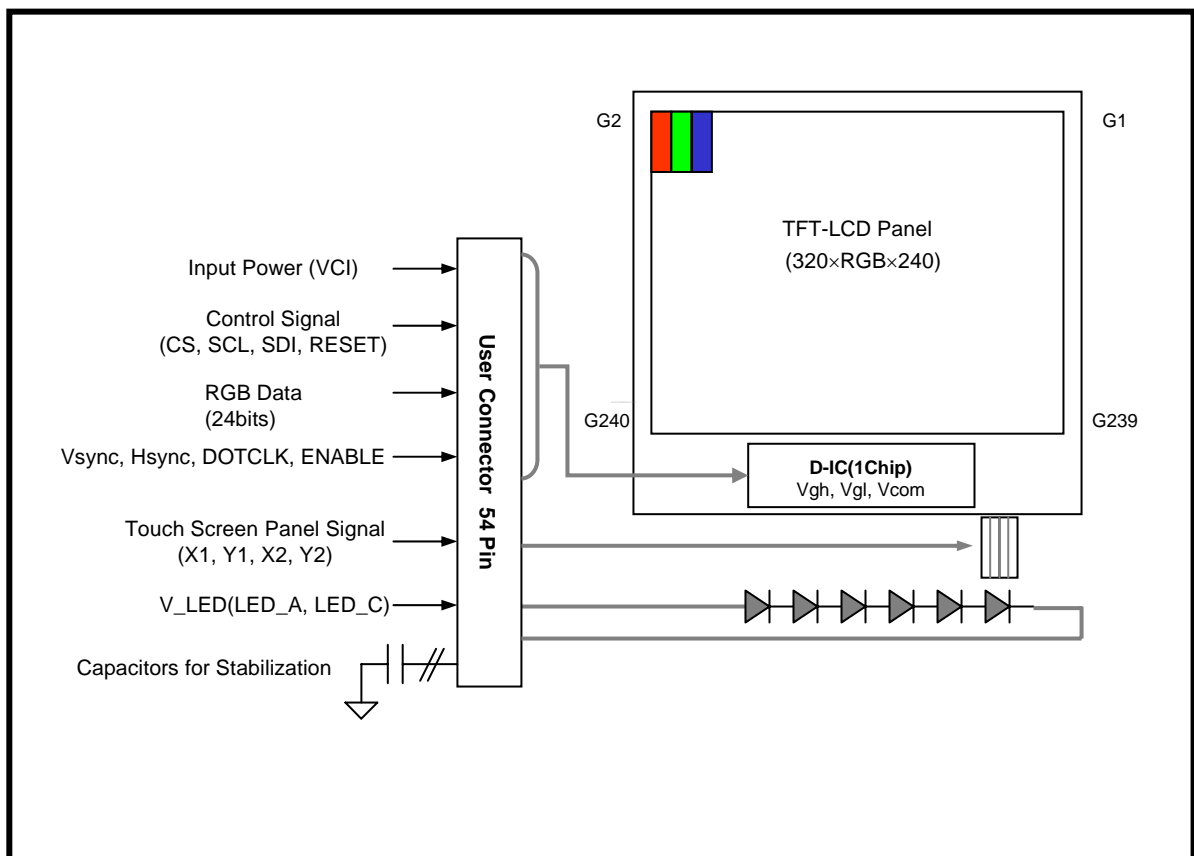 G2
G1
TFT-LCD Panel
(320×RGB×240)
Input Power (VCI)
Control Signal
(CS, SCL, SDI, RESET)
User Connector 54 Pin
RGB Data
(24bits)
G240
G239
Vsync, Hsync, DOTCLK, ENABLE
D-IC(1Chip)
Vgh, Vgl, Vcom
Touch Screen Panel Signal
(X1, Y1, X2, Y2)
V_LED(LED_A, LED_C)
Capacitors for Stabilization